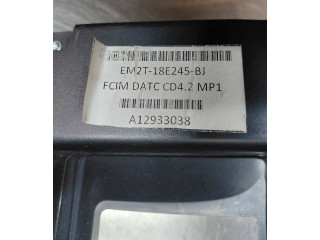 EM2T-18E245-BJ
FCIM DATC CD4.2 MP1
A12933038